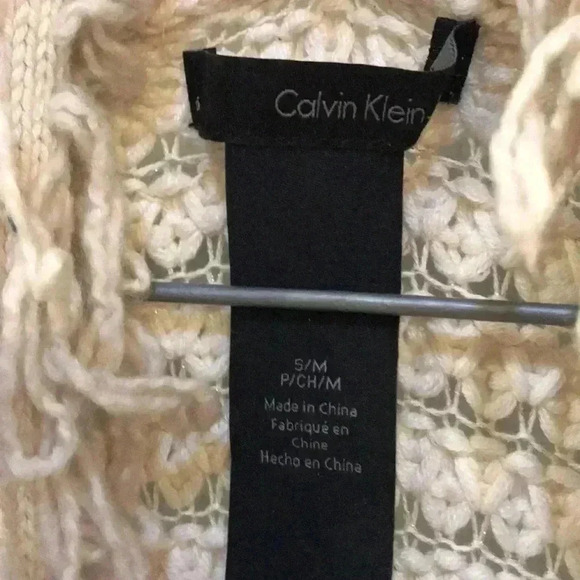 Calvin Klein
S/M
P/CH/M
Made in China
Fabriqué en
Chine
Hecho en China